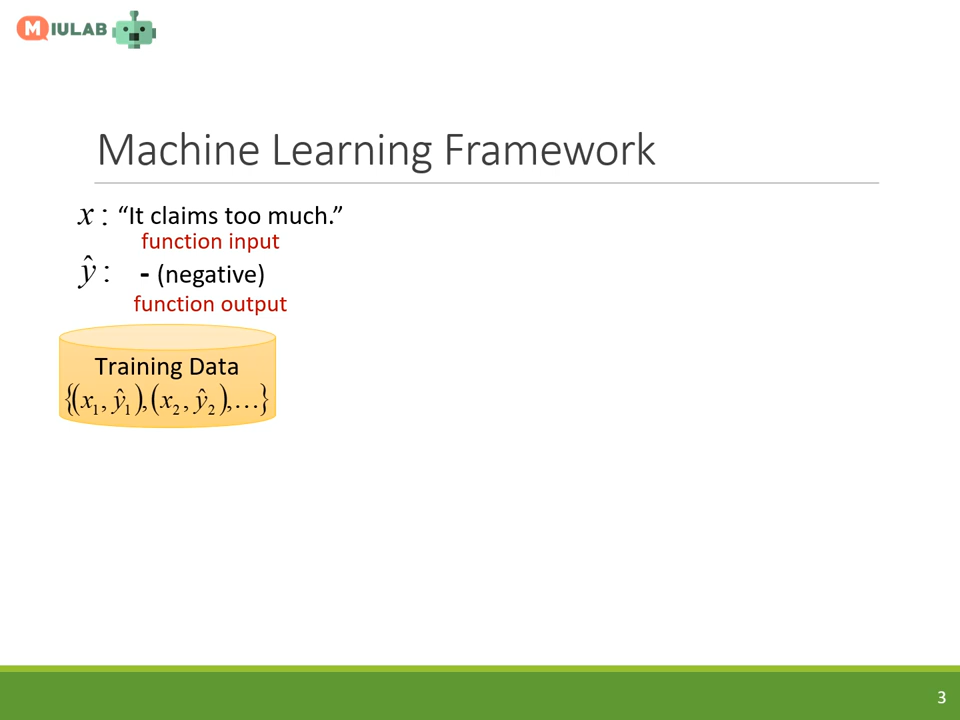 MIULAB
Machine Learning Framework
x : “It claims too much.”
function input
ŷ : - (negative)
function output
Training Data
{(x₁, ŷ₁), (x₂, ŷ₂), …}
3